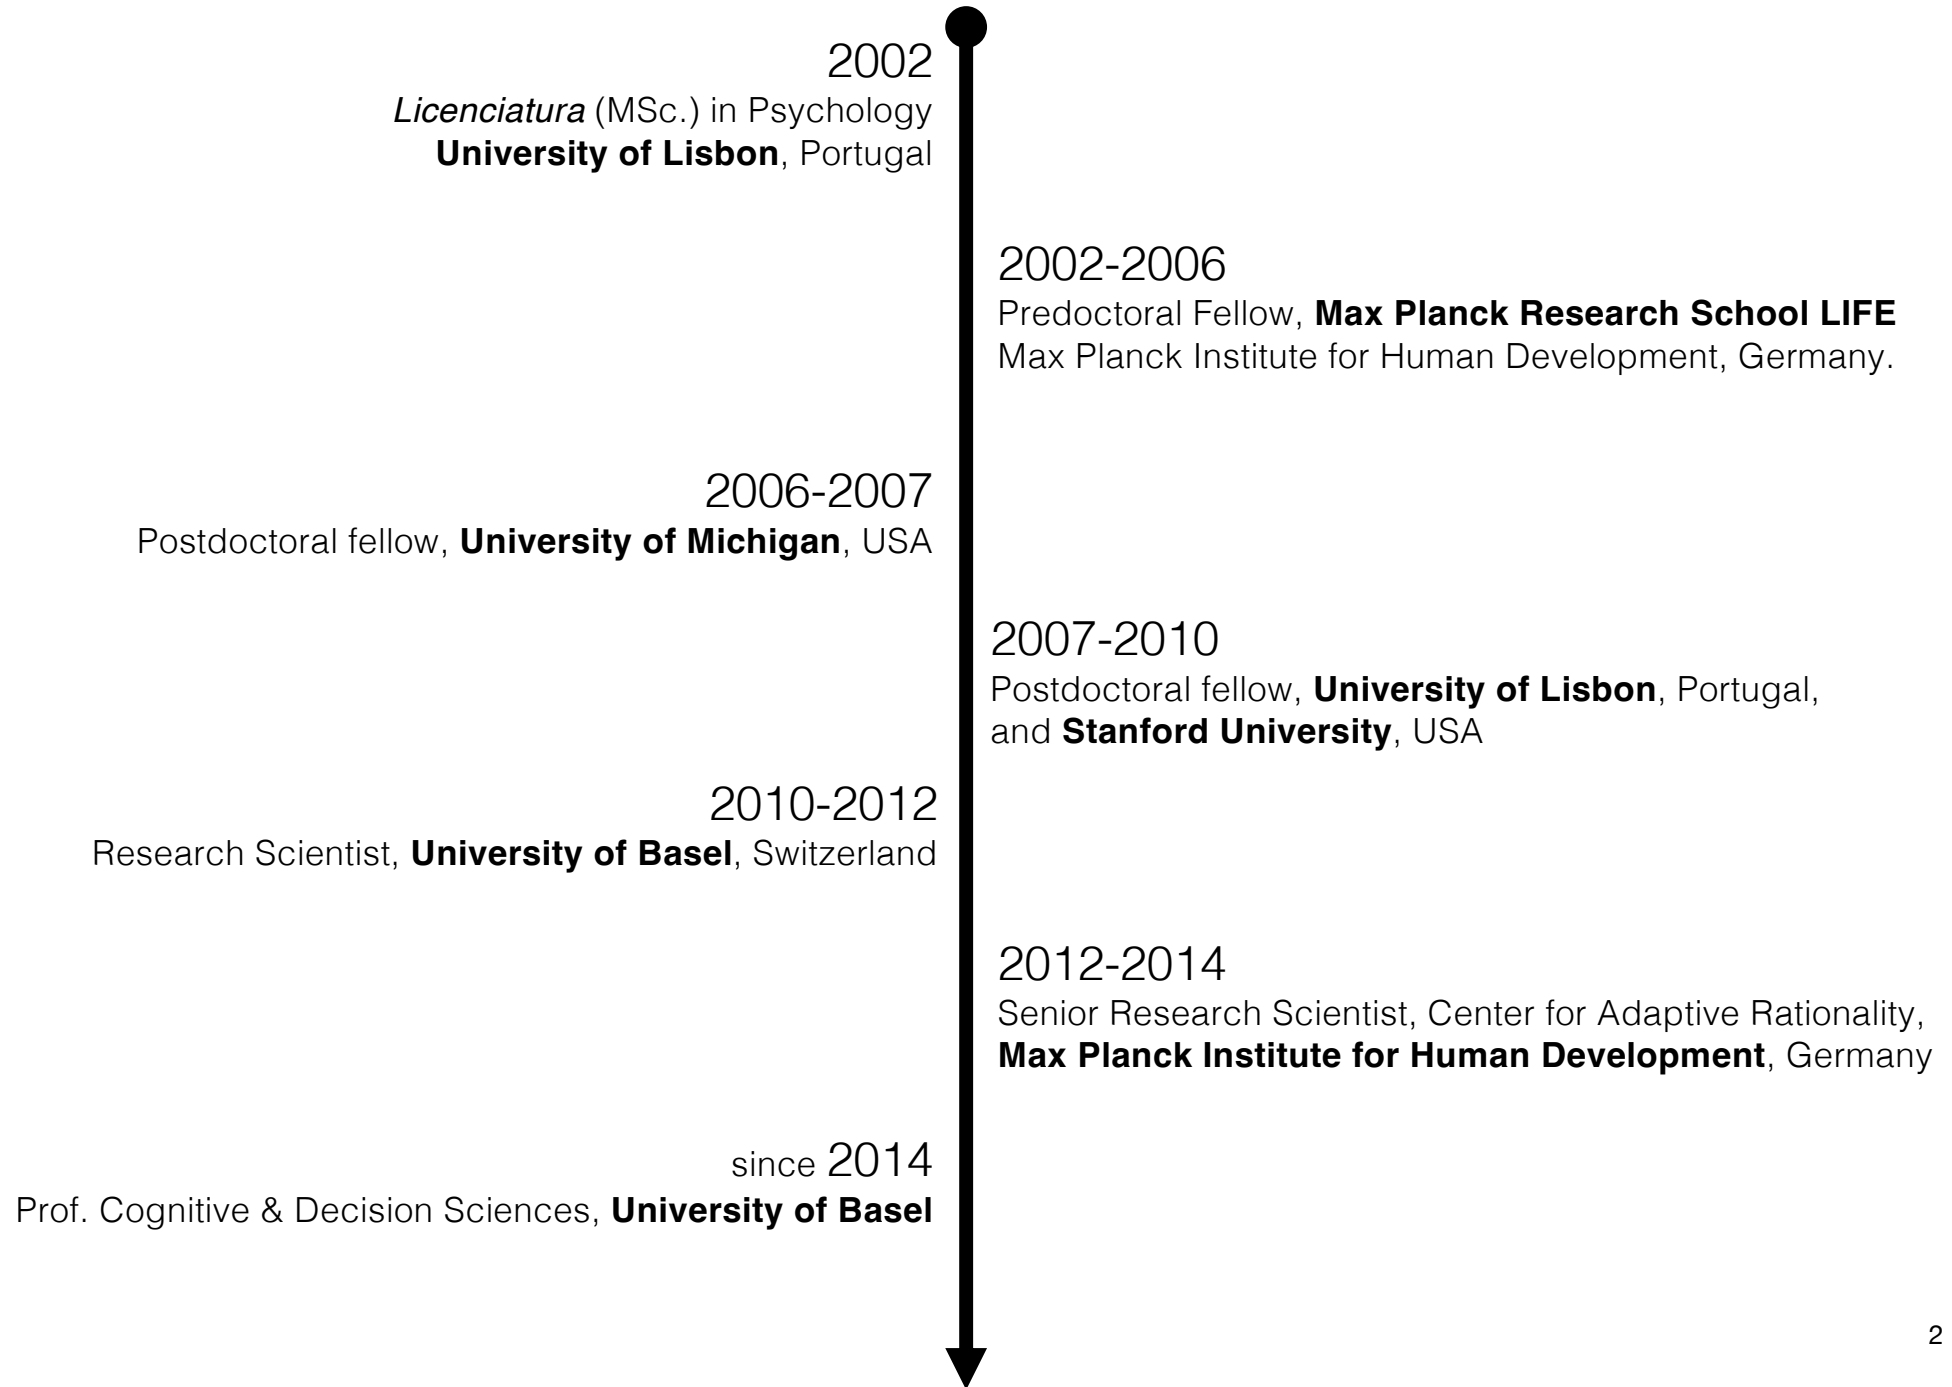 2002
Licenciatura (MSc.) in Psychology
University of Lisbon, Portugal
2002-2006
Predoctoral Fellow, Max Planck Research School LIFE
Max Planck Institute for Human Development, Germany.
2006-2007
Postdoctoral fellow, University of Michigan, USA
2007-2010
Postdoctoral fellow, University of Lisbon, Portugal,
and Stanford University, USA
2010-2012
Research Scientist, University of Basel, Switzerland
2012-2014
Senior Research Scientist, Center for Adaptive Rationality,
Max Planck Institute for Human Development, Germany
since 2014
Prof. Cognitive & Decision Sciences, University of Basel
2